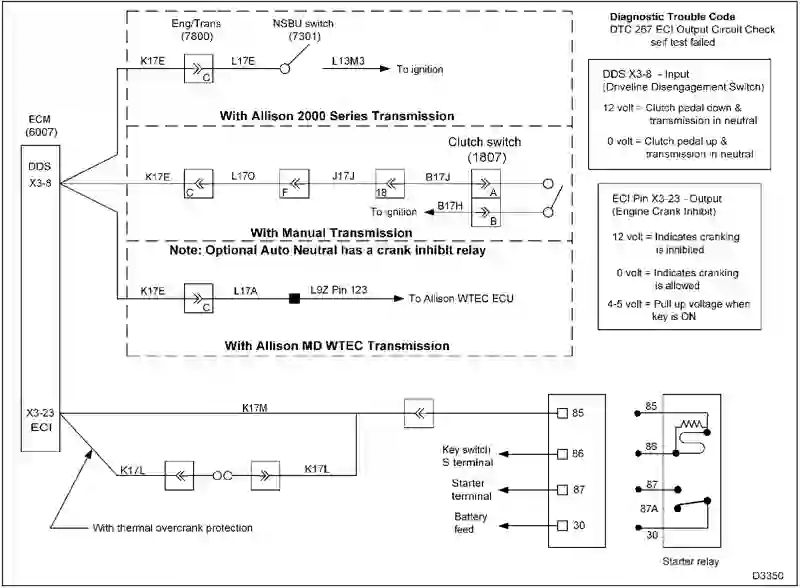 Eng/Trans
(7800)
NSBU switch
(7301)
K17E
L17E
L13M3
To ignition
C
With Allison 2000 Series Transmission
Diagnostic Trouble Code
DTC 267 ECI Output Circuit Check
self test failed
DDS X3-8 - Input
(Driveline Disengagement Switch)
12 volt = Clutch pedal down &
transmission in neutral
0 volt = Clutch pedal up &
transmission in neutral
ECM
(6007)
DDS
X3-8
Clutch switch
(1807)
K17E
L17O
J17J
B17J
C
F
18
A
To ignition
B17H
B
With Manual Transmission
Note: Optional Auto Neutral has a crank inhibit relay
ECI Pin X3-23 - Output
(Engine Crank Inhibit)
12 volt = Indicates cranking
is inhibited
0 volt = Indicates cranking
is allowed
4-5 volt = Pull up voltage when
key is ON
K17E
L17A
L9Z Pin 123
To Allison WTEC ECU
C
With Allison MD WTEC Transmission
X3-23
ECI
K17M
K17L
K17L
With thermal overcrank protection
85
Key switch
S terminal
86
Starter
terminal
87
Battery
feed
30
85
86
87
87A
30
Starter relay
D3350